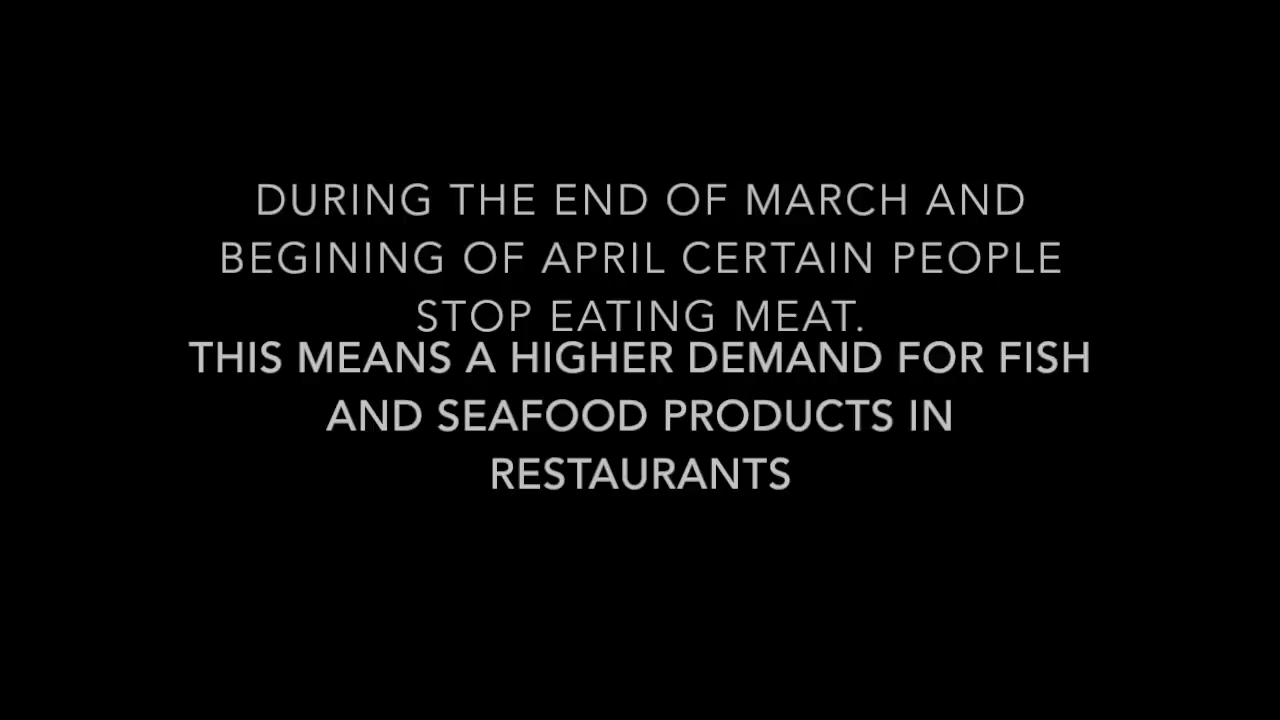 DURING THE END OF MARCH AND
BEGINING OF APRIL CERTAIN PEOPLE
STOP EATING MEAT.
THIS MEANS A HIGHER DEMAND FOR FISH
AND SEAFOOD PRODUCTS IN
RESTAURANTS